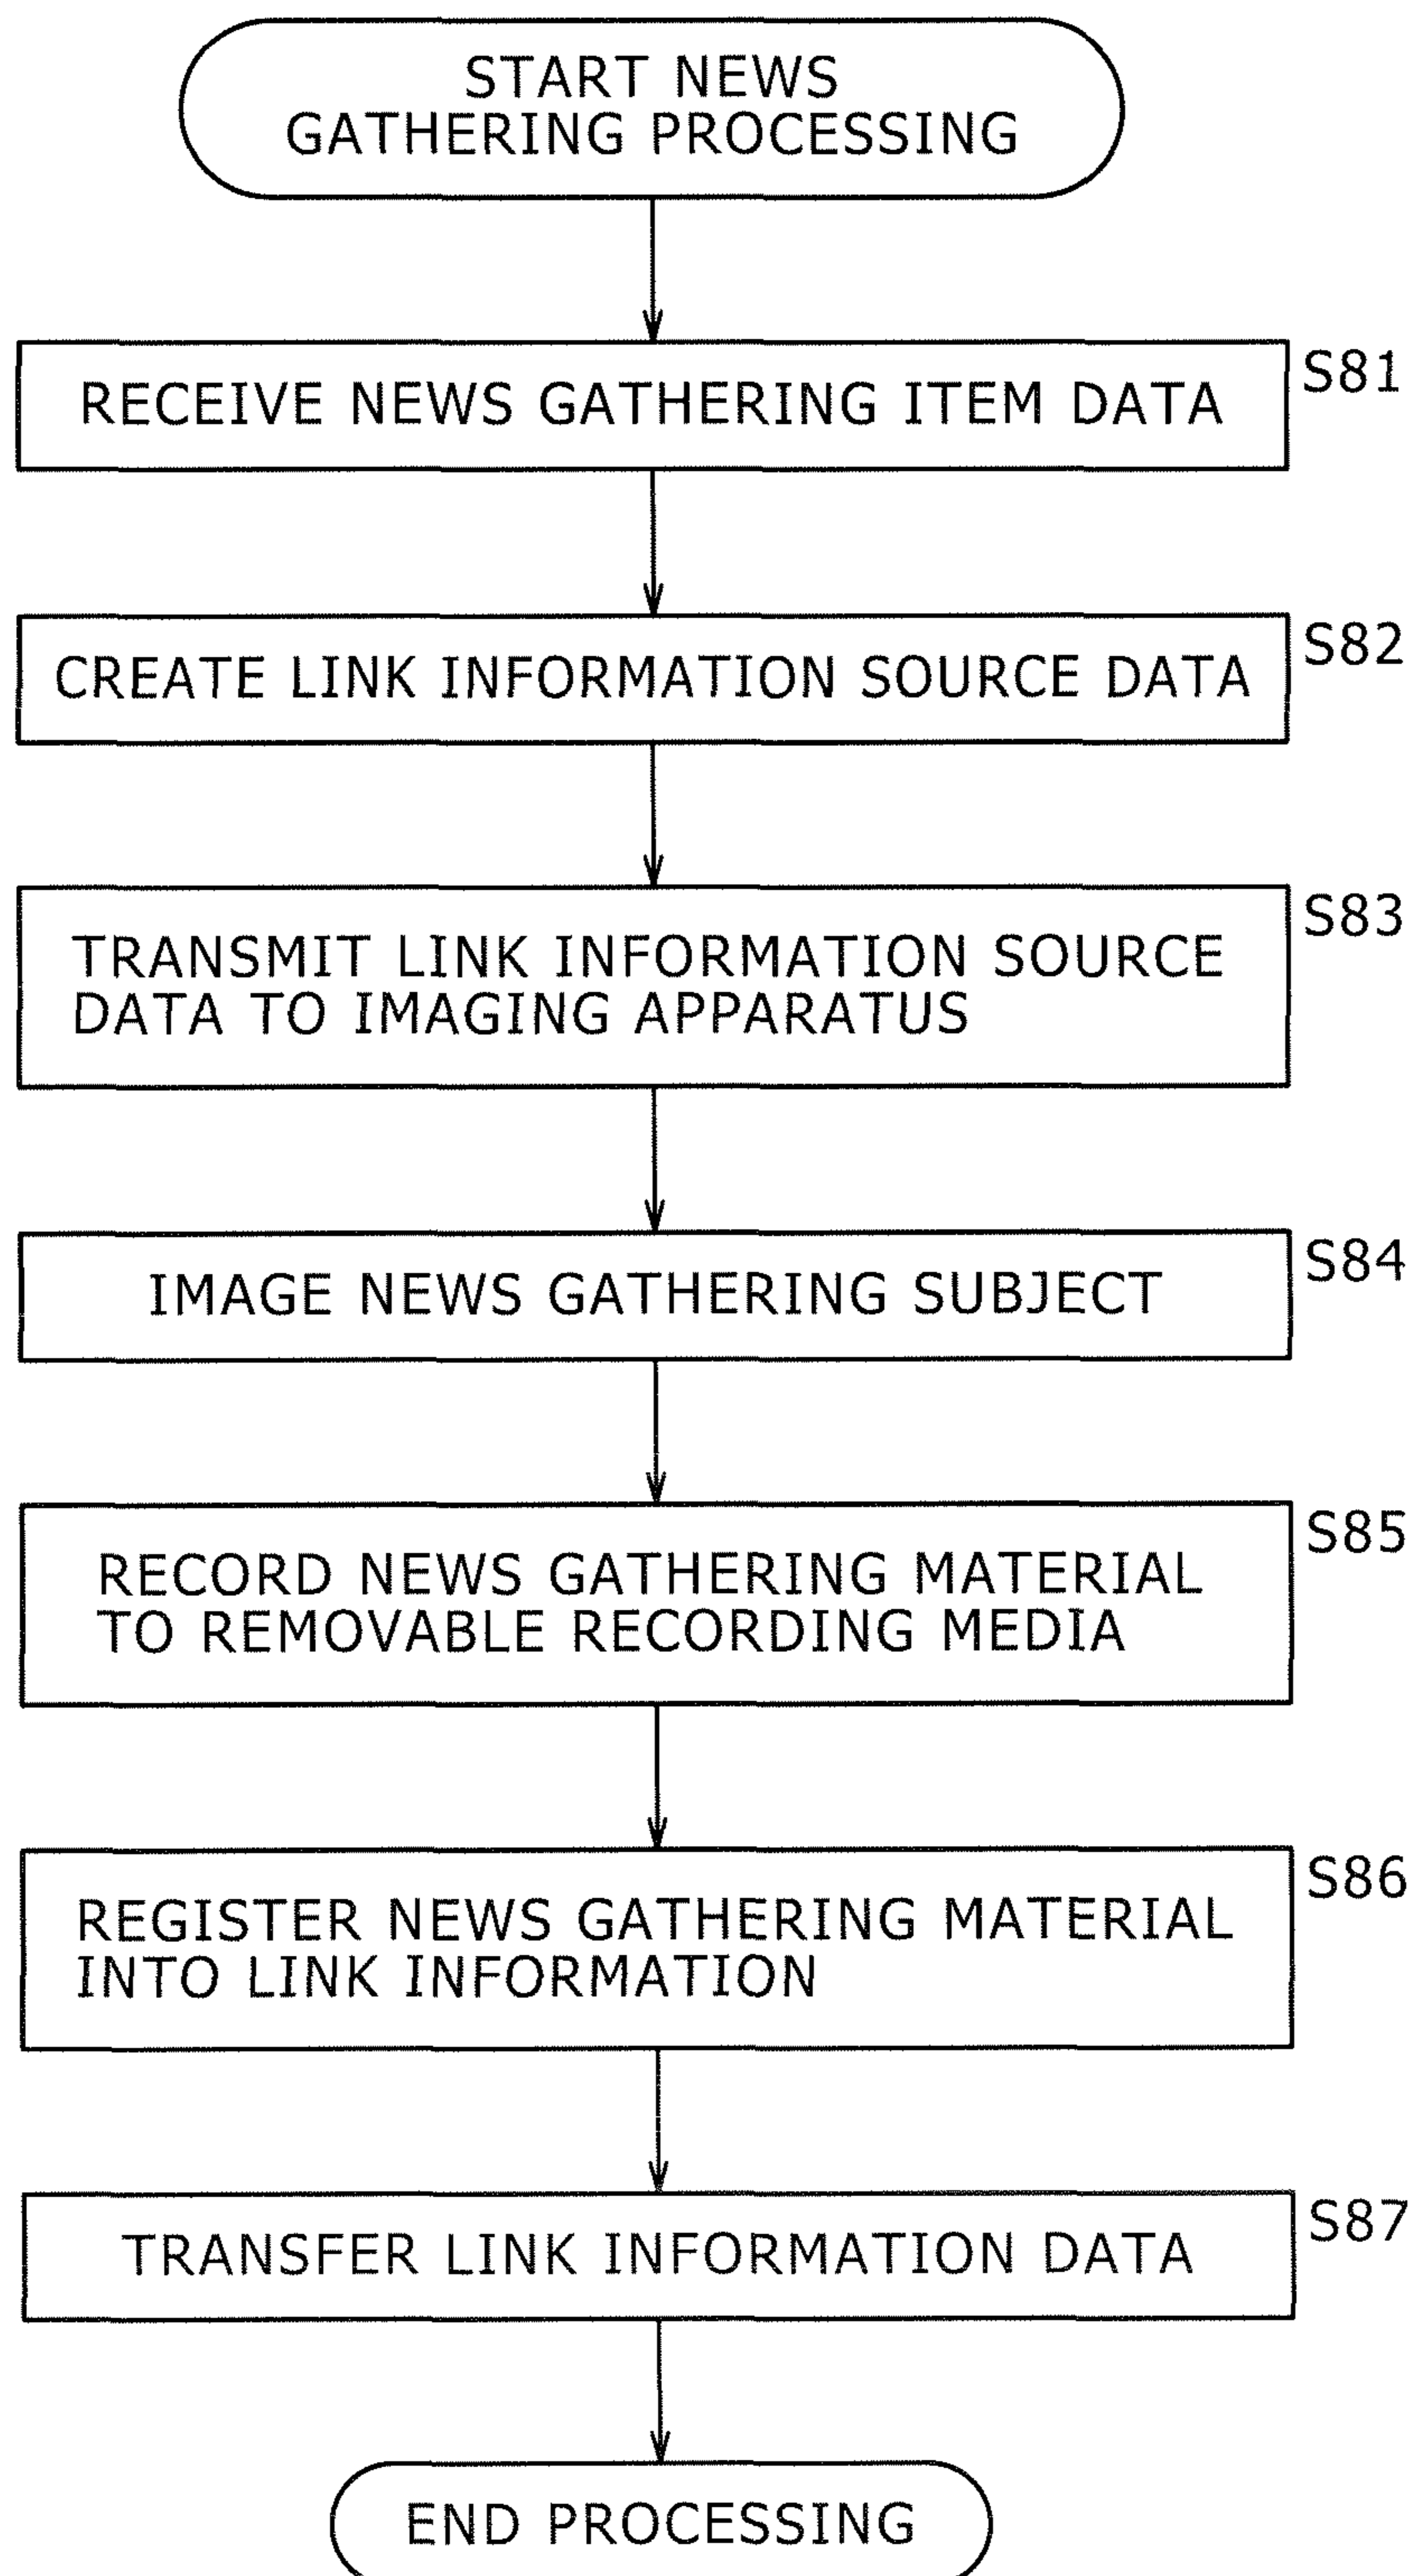 START NEWS
GATHERING PROCESSING
RECEIVE NEWS GATHERING ITEM DATA
S81
CREATE LINK INFORMATION SOURCE DATA
S82
TRANSMIT LINK INFORMATION SOURCE
DATA TO IMAGING APPARATUS
S83
IMAGE NEWS GATHERING SUBJECT
S84
RECORD NEWS GATHERING MATERIAL
TO REMOVABLE RECORDING MEDIA
S85
REGISTER NEWS GATHERING MATERIAL
INTO LINK INFORMATION
S86
TRANSFER LINK INFORMATION DATA
S87
END PROCESSING